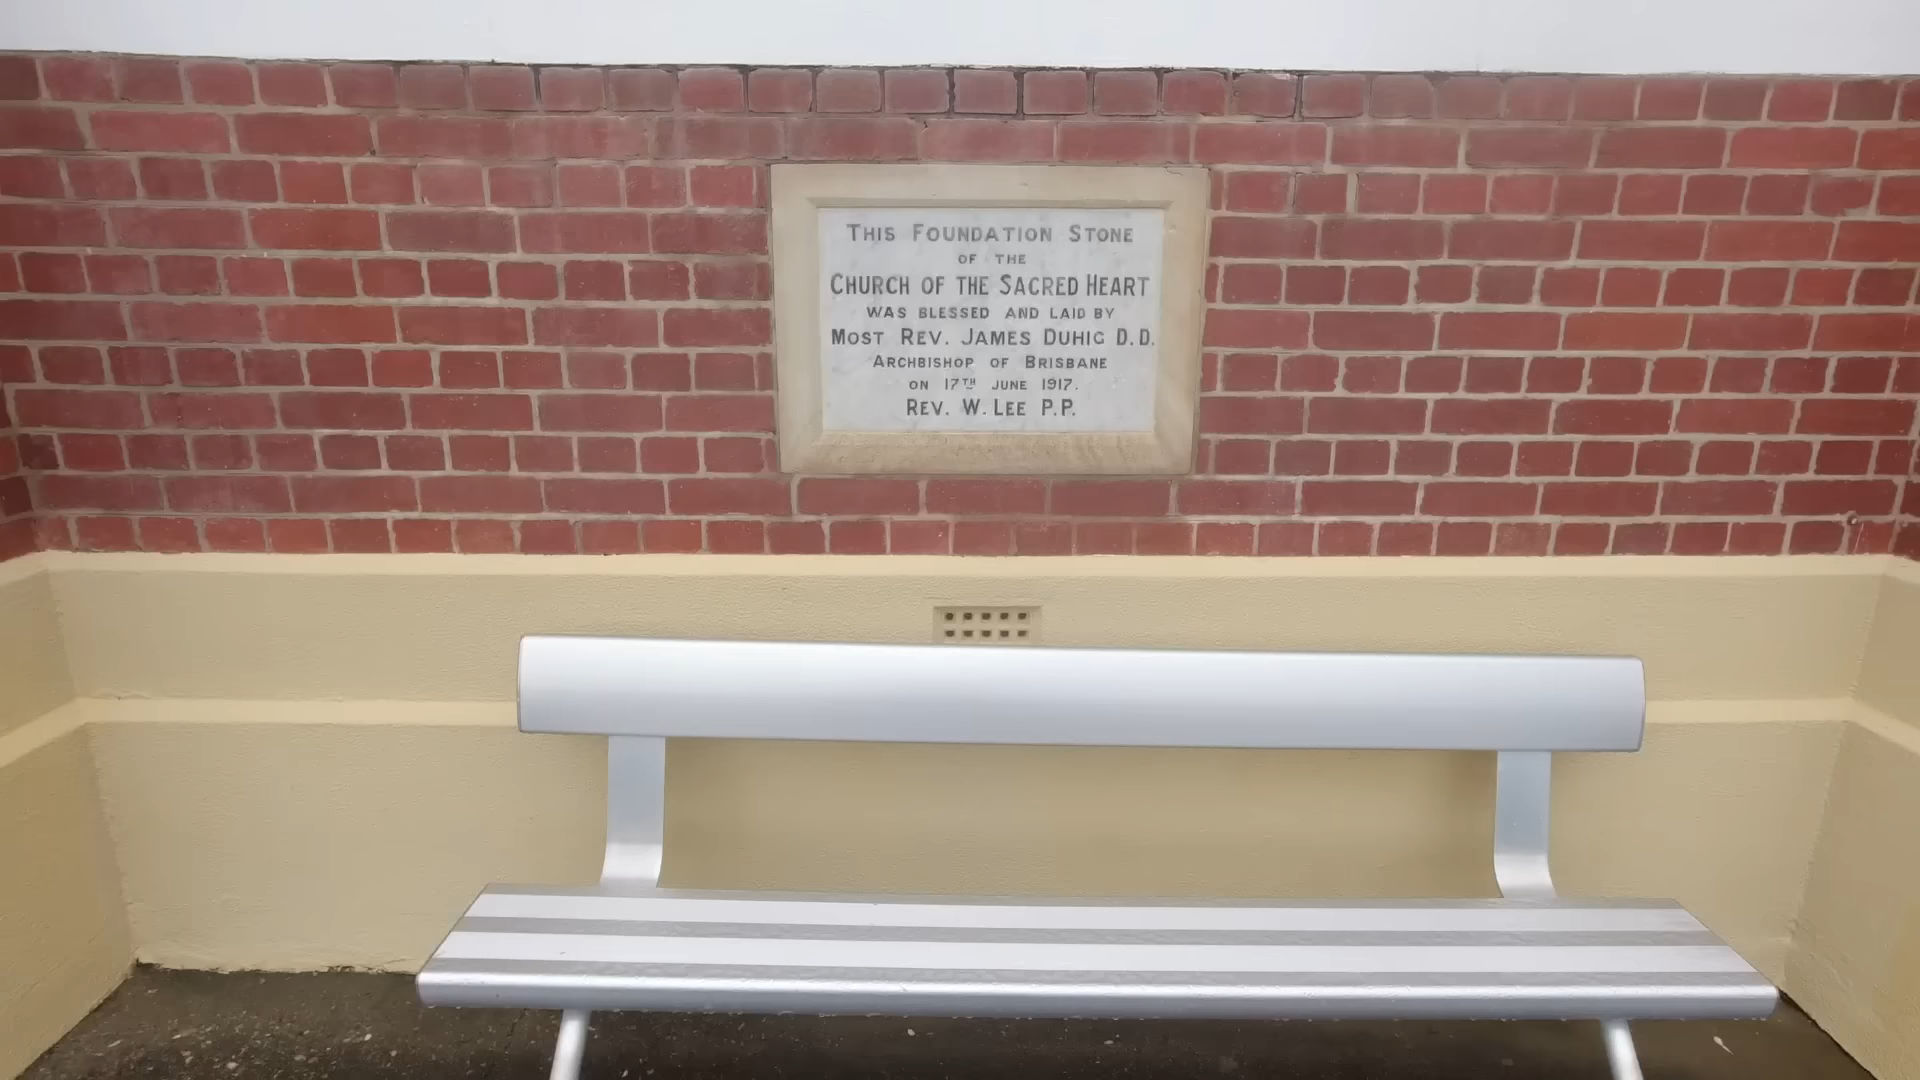 THIS FOUNDATION STONE
OF THE
CHURCH OF THE SACRED HEART
WAS BLESSED AND LAID BY
MOST REV. JAMES DUHIG D.D.
ARCHBISHOP OF BRISBANE
ON 17TH JUNE 1917.
REV. W. LEE P.P.